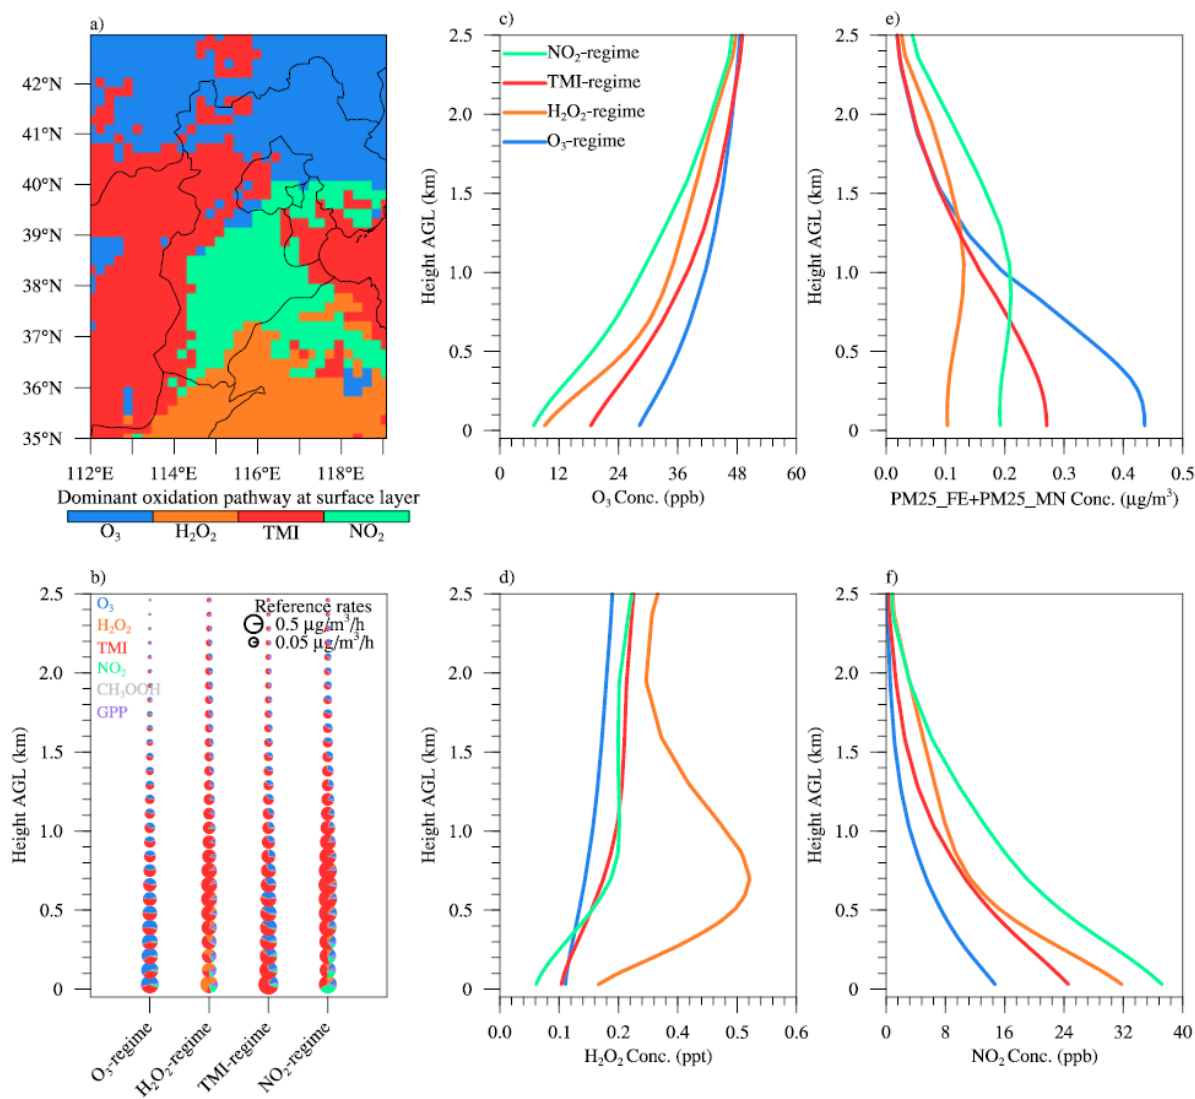 a)
42°N
41°N
40°N
39°N
38°N
37°N
36°N
35°N
112°E 114°E 116°E 118°E
Dominant oxidation pathway at surface layer
O₃ H₂O₂ TMI NO₂
c)
2.5
2.0
1.5
1.0
0.5
0
Height AGL (km)
NO₂-regime
TMI-regime
H₂O₂-regime
O₃-regime
0 12 24 36 48 60
O₃ Conc. (ppb)
e)
2.5
2.0
1.5
1.0
0.5
0
Height AGL (km)
0.0 0.1 0.2 0.3 0.4 0.5
PM25_FE+PM25_MN Conc. (μg/m³)
b)
2.5
2.0
1.5
1.0
0.5
0
Height AGL (km)
O₃
H₂O₂
TMI
NO₂
CH₃OOH
GPP
Reference rates
0.5 μg/m³/h
0.05 μg/m³/h
O₃-regime
H₂O₂-regime
TMI-regime
NO₂-regime
d)
2.5
2.0
1.5
1.0
0.5
0
Height AGL (km)
0.0 0.1 0.2 0.4 0.5 0.6
H₂O₂ Conc. (ppt)
f)
2.5
2.0
1.5
1.0
0.5
0
Height AGL (km)
0 8 16 24 32 40
NO₂ Conc. (ppb)